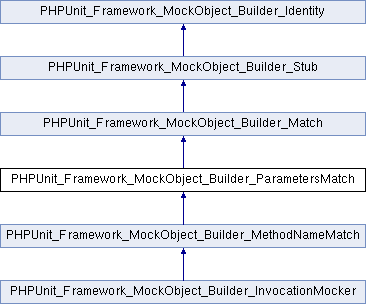 PHPUnit_Framework_MockObject_Builder_Identity
PHPUnit_Framework_MockObject_Builder_Stub
PHPUnit_Framework_MockObject_Builder_Match
PHPUnit_Framework_MockObject_Builder_ParametersMatch
PHPUnit_Framework_MockObject_Builder_MethodNameMatch
PHPUnit_Framework_MockObject_Builder_InvocationMocker